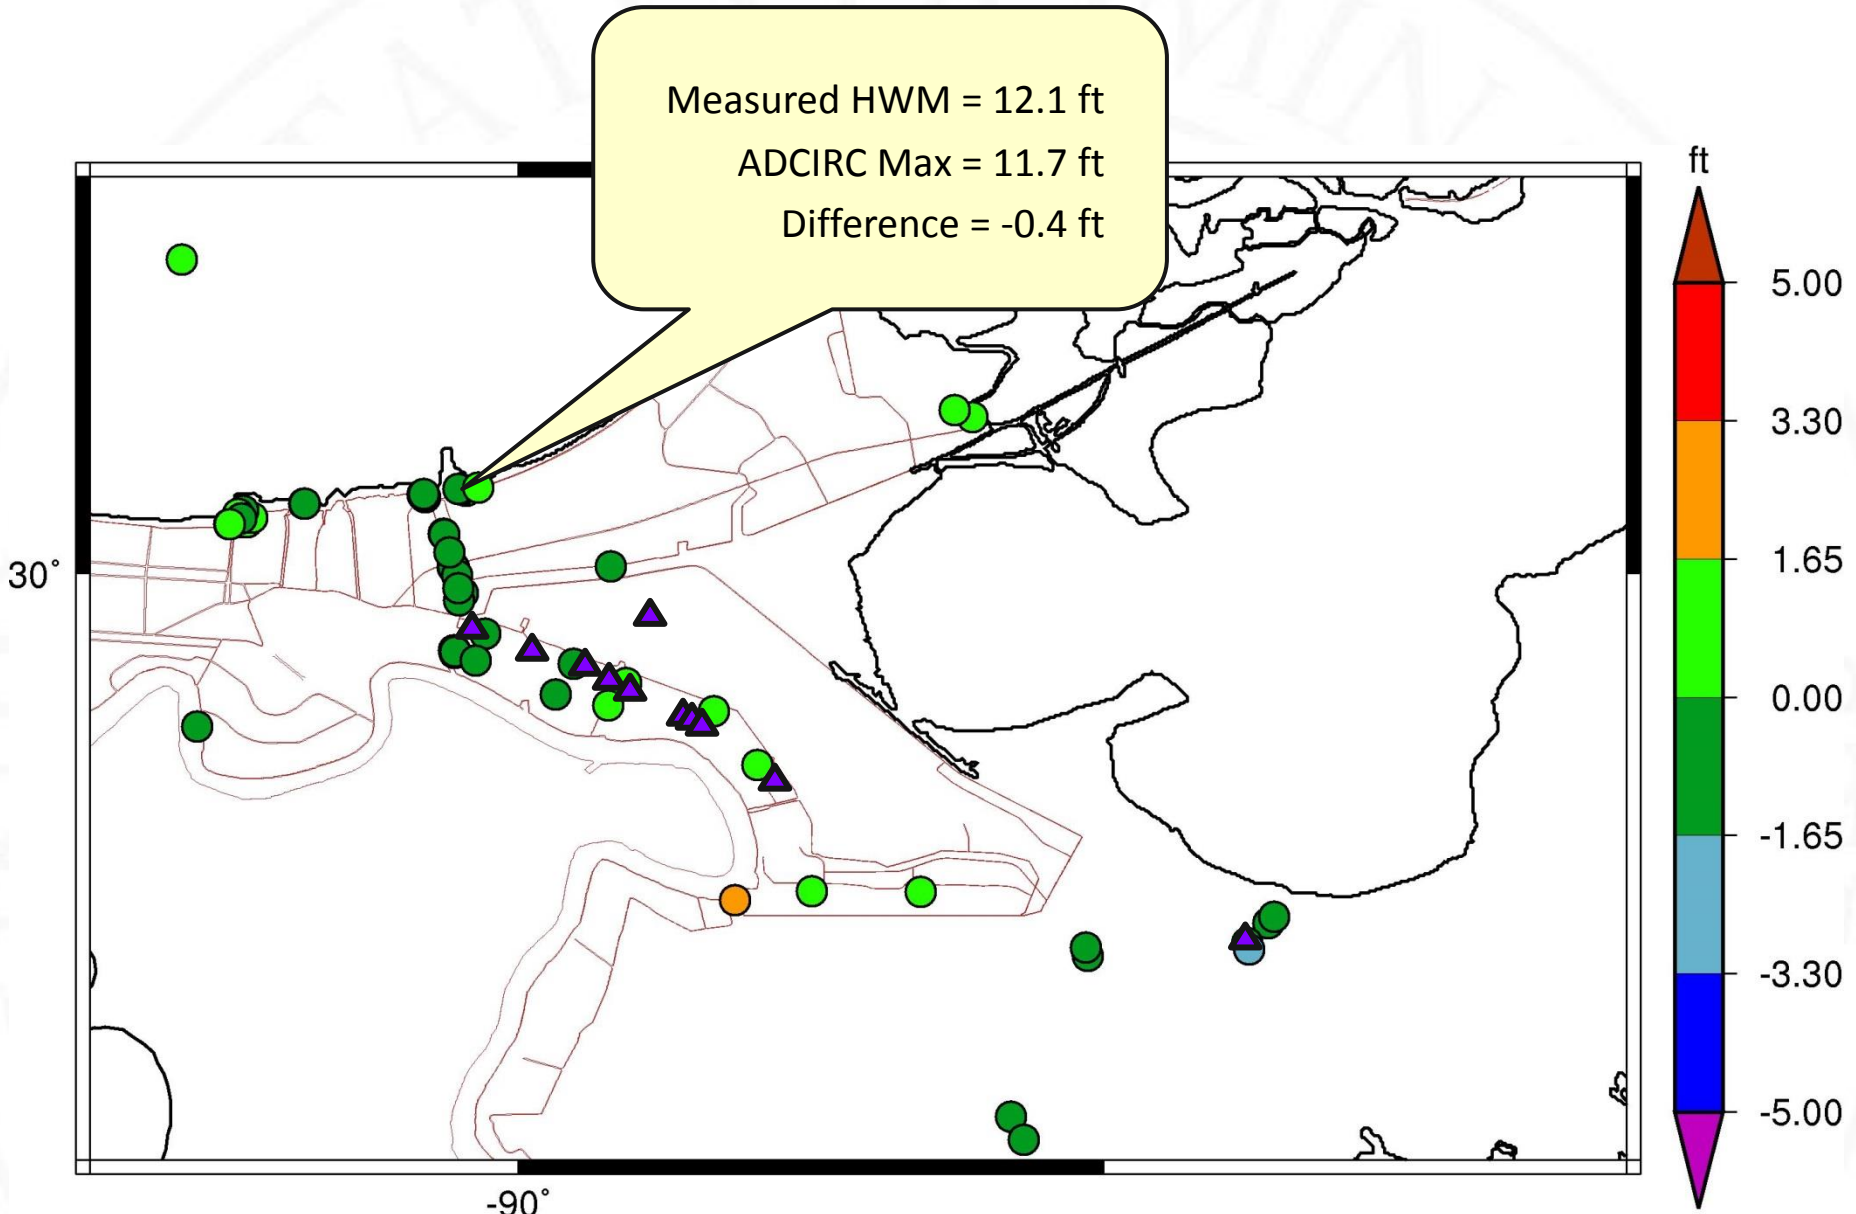 Measured HWM = 12.1 ft
ADCIRC Max = 11.7 ft
Difference = -0.4 ft
ft
5.00
3.30
1.65
0.00
-1.65
-3.30
-5.00
30°
-90°